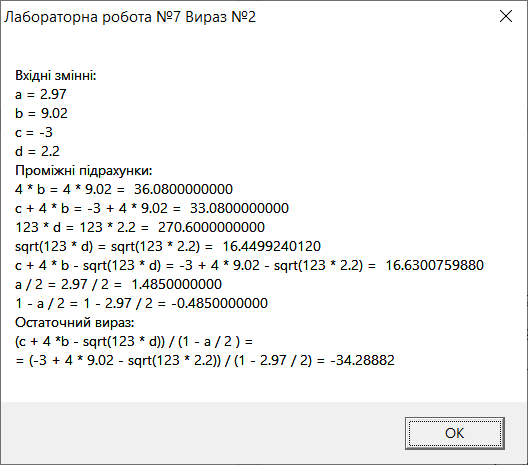 Лабораторна робота №7 Вираз №2
Вхідні змінні:
a = 2.97
b = 9.02
c = -3
d = 2.2
Проміжні підрахунки:
4 * b = 4 * 9.02 =  36.0800000000
c + 4 * b = -3 + 4 * 9.02 =  33.0800000000
123 * d = 123 * 2.2 =  270.6000000000
sqrt(123 * d) = sqrt(123 * 2.2) =  16.4499240120
c + 4 * b - sqrt(123 * d) = -3 + 4 * 9.02 - sqrt(123 * 2.2) =  16.6300759880
a / 2 = 2.97 / 2 =  1.4850000000
1 - a / 2 = 1 - 2.97 / 2 = -0.4850000000
Остаточний вираз:
(c + 4 *b - sqrt(123 * d)) / (1 - a / 2 ) =
= (-3 + 4 * 9.02 - sqrt(123 * 2.2)) / (1 - 2.97 / 2) = -34.28882
OK